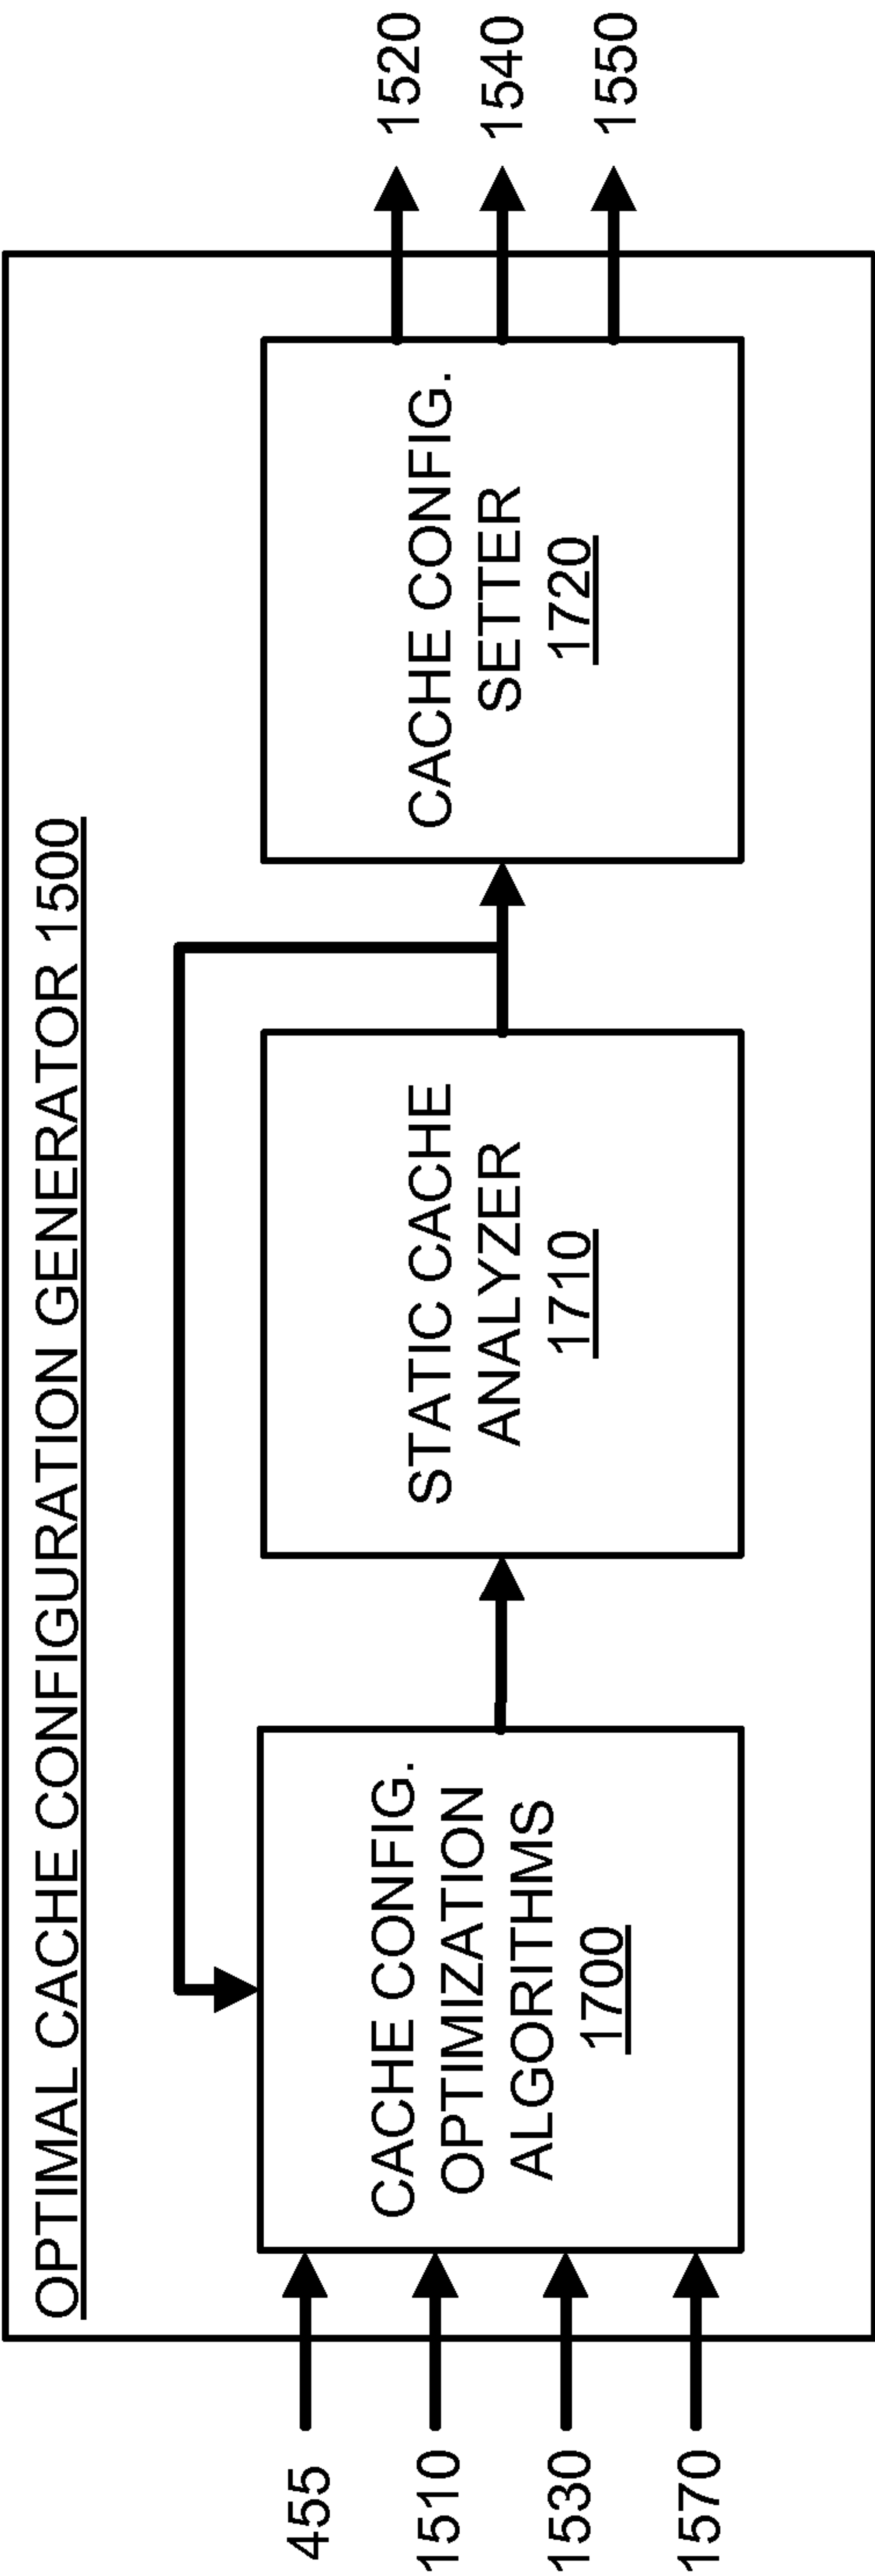 OPTIMAL CACHE CONFIGURATION GENERATOR 1500
455
1510
1530
1570
CACHE CONFIG.
OPTIMIZATION
ALGORITHMS
1700
STATIC CACHE
ANALYZER
1710
CACHE CONFIG.
SETTER
1720
1520
1540
1550